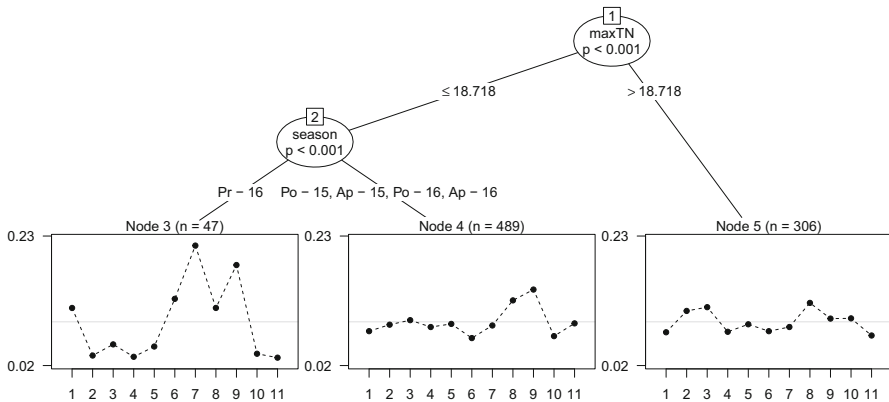 1
maxTN
p < 0.001
≤ 18.718
> 18.718
2
season
p < 0.001
Pr − 16
Po − 15, Ap − 15, Po − 16, Ap − 16
Node 3 (n = 47)
Node 4 (n = 489)
Node 5 (n = 306)
0.23
0.23
0.23
0.02
0.02
0.02
1 2 3 4 5 6 7 8 9 10 11
1 2 3 4 5 6 7 8 9 10 11
1 2 3 4 5 6 7 8 9 10 11